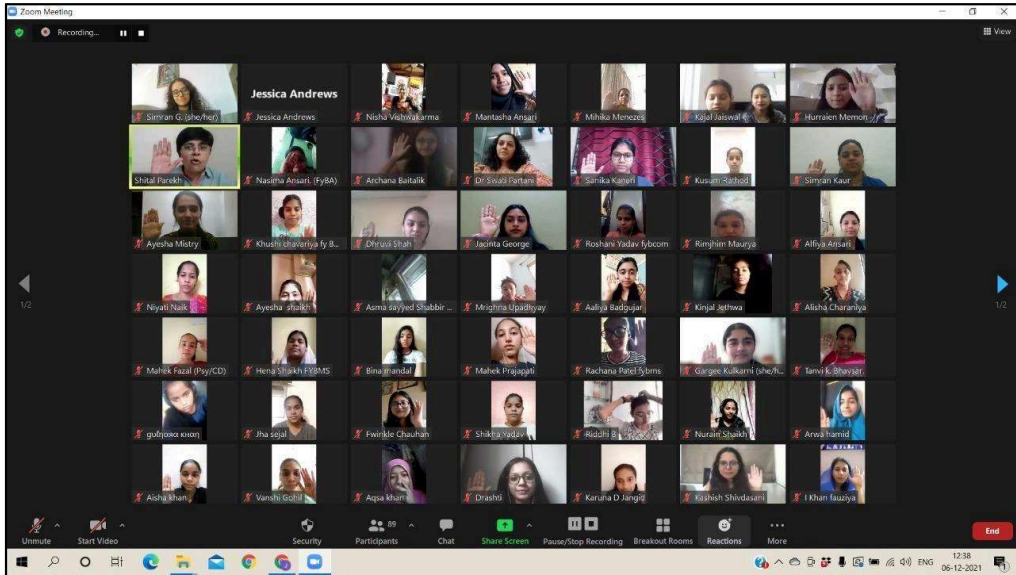 Zoom Meeting
Recording...
View
Jessica Andrews
Simran G. (she/her)
Jessica Andrews
Nisha Vishwakarma
Mantasha Ansari
Mihika Menezes
Kajal Jaiswal
Hurraien Memon
Shital Parekh
Nasima Ansari. (FyBA)
Archana Baitalik
Dr Swati Partani
Sanika Kaneri
Kusum Rathod
Simran Kaur
Ayesha Mistry
Khushi chavariya fy B...
Dhruvi Shah
Jacinta George
Roshani Yadav fybcom
Rimjhim Maurya
Alfiya Ansari
1/2
1/2
Niyati Naik
Ayesha shaikh
Asma sayyed Shabbir ...
Mrighna Upadhyay
Aaliya Badgujar
Kinjal Jethwa
Alisha Charaniya
Mahek Fazal (Psy/CD)
Hena Shaikh FYBMS
Bina mandal
Mahek Prajapati
Rachana Patel fybms
Gargee Kulkarni (she/h...
Tanvi k. Bhavsar.
Jha sejal
Fwinkle Chauhan
Shikha Yadav
Riddhi B
Nurain Shaikh
Arwa hamid
Aisha khan
Vanshi Gohil
Aqsa khan
Drashti
Karuna D Jangid
Kashish Shivdasani
I Khan fauziya
Unmute
Start Video
Security
89
Participants
Chat
Share Screen
Pause/Stop Recording
Breakout Rooms
Reactions
More
End
ENG
12:38
06-12-2021